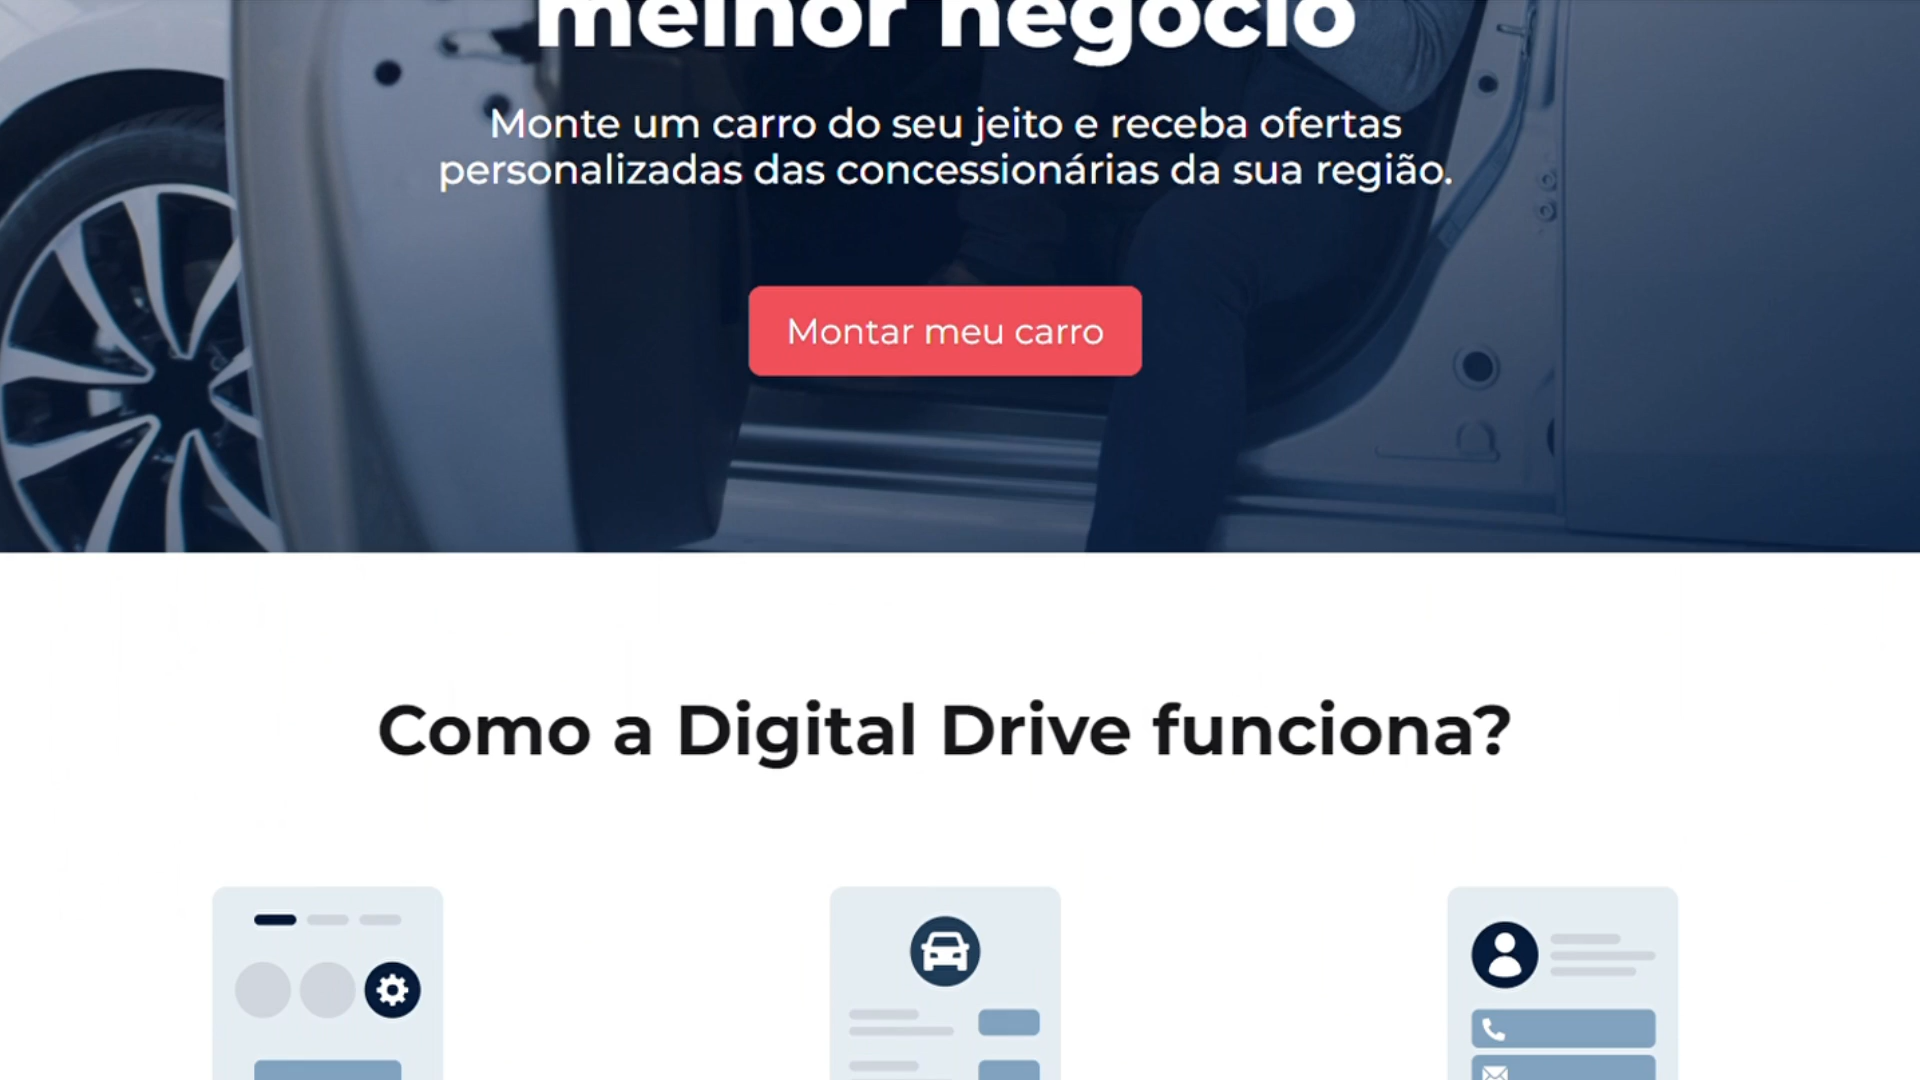 melhor negócio
Monte um carro do seu jeito e receba ofertas
personalizadas das concessionárias da sua região.
Montar meu carro
Como a Digital Drive funciona?